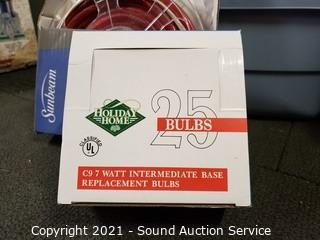 Sunbeam
HOLIDAY
HOME
25
BULBS
CLASSIFIED
UL
C9 7 WATT INTERMEDIATE BASE
REPLACEMENT BULBS
Copyright 2021 - Sound Auction Service